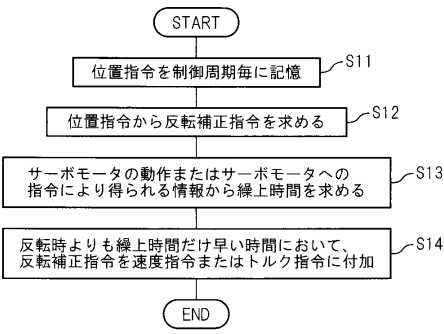 START
位置指令を制御周期毎に記憶
S11
位置指令から反転補正指令を求める
S12
サーボモータの動作またはサーボモータへの
指令により得られる情報から繰上時間を求める
S13
反転時よりも繰上時間だけ早い時間において、
反転補正指令を速度指令またはトルク指令に付加
S14
END